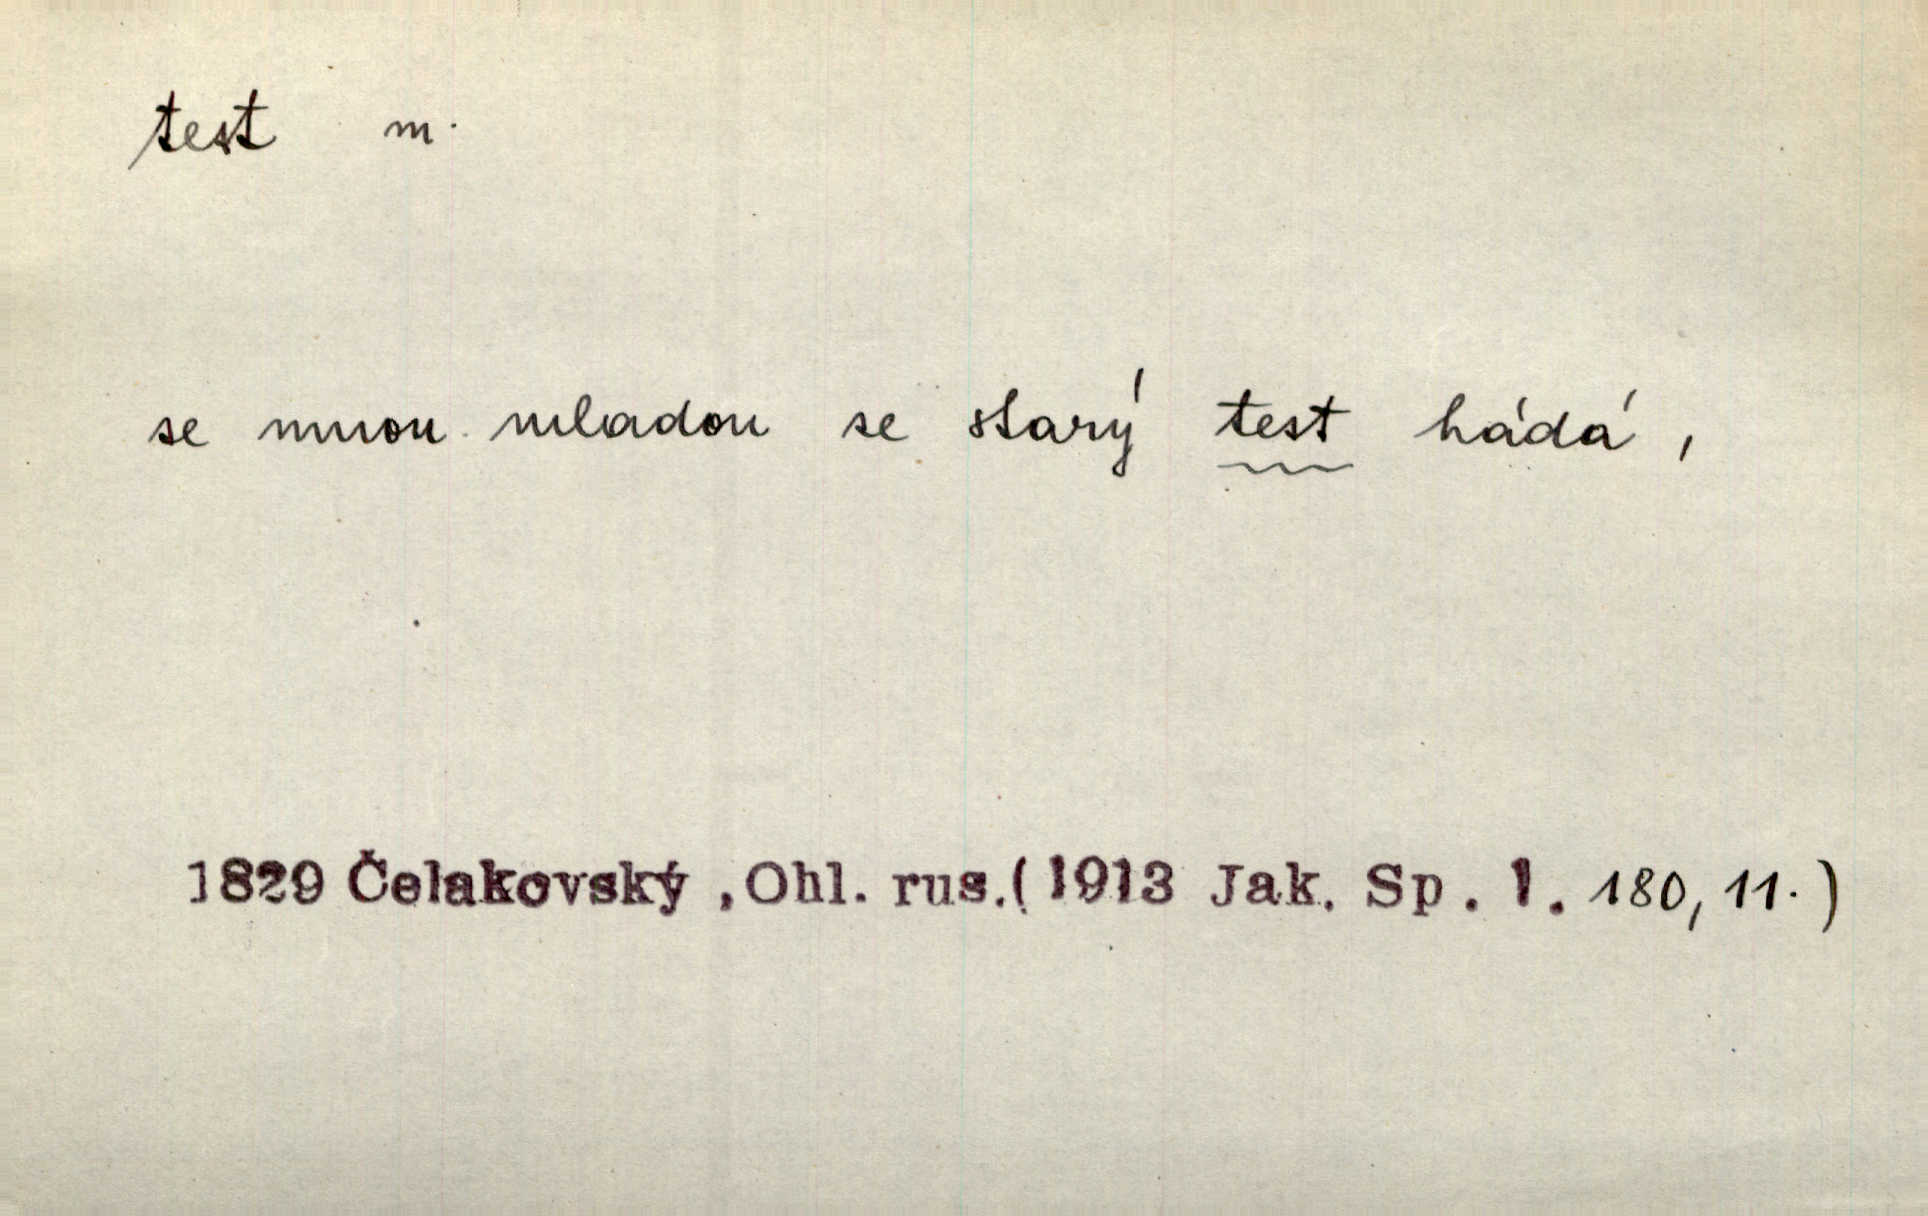 test m.
se mnou mladou se starý test hádá,
1829 Čelakovský, Ohl. rus. (1913 Jak. Sp. 1. 180, 11.)